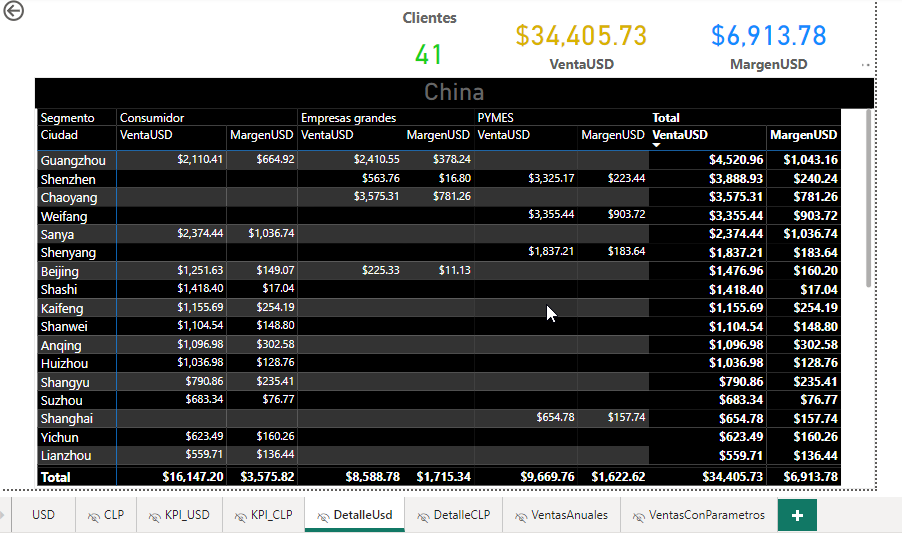 Clientes
41
$34,405.73
VentaUSD
$6,913.78
MargenUSD
China
Segmento Consumidor Empresas grandes PYMES Total
Ciudad VentaUSD MargenUSD VentaUSD MargenUSD VentaUSD MargenUSD VentaUSD MargenUSD
Guangzhou $2,110.41 $664.92 $2,410.55 $378.24 $4,520.96 $1,043.16
Shenzhen $563.76 $16.80 $3,325.17 $223.44 $3,888.93 $240.24
Chaoyang $3,575.31 $781.26 $3,575.31 $781.26
Weifang $3,355.44 $903.72 $3,355.44 $903.72
Sanya $2,374.44 $1,036.74 $2,374.44 $1,036.74
Shenyang $1,837.21 $183.64 $1,837.21 $183.64
Beijing $1,251.63 $149.07 $225.33 $11.13 $1,476.96 $160.20
Shashi $1,418.40 $17.04 $1,418.40 $17.04
Kaifeng $1,155.69 $254.19 $1,155.69 $254.19
Shanwei $1,104.54 $148.80 $1,104.54 $148.80
Anqing $1,096.98 $302.58 $1,096.98 $302.58
Huizhou $1,036.98 $128.76 $1,036.98 $128.76
Shangyu $790.86 $235.41 $790.86 $235.41
Suzhou $683.34 $76.77 $683.34 $76.77
Shanghai $654.78 $157.74 $654.78 $157.74
Yichun $623.49 $160.26 $623.49 $160.26
Lianzhou $559.71 $136.44 $559.71 $136.44
Total $16,147.20 $3,575.82 $8,588.78 $1,715.34 $9,669.76 $1,622.62 $34,405.73 $6,913.78
USD CLP KPI_USD KPI_CLP DetalleUsd DetalleCLP VentasAnuales VentasConParametros +